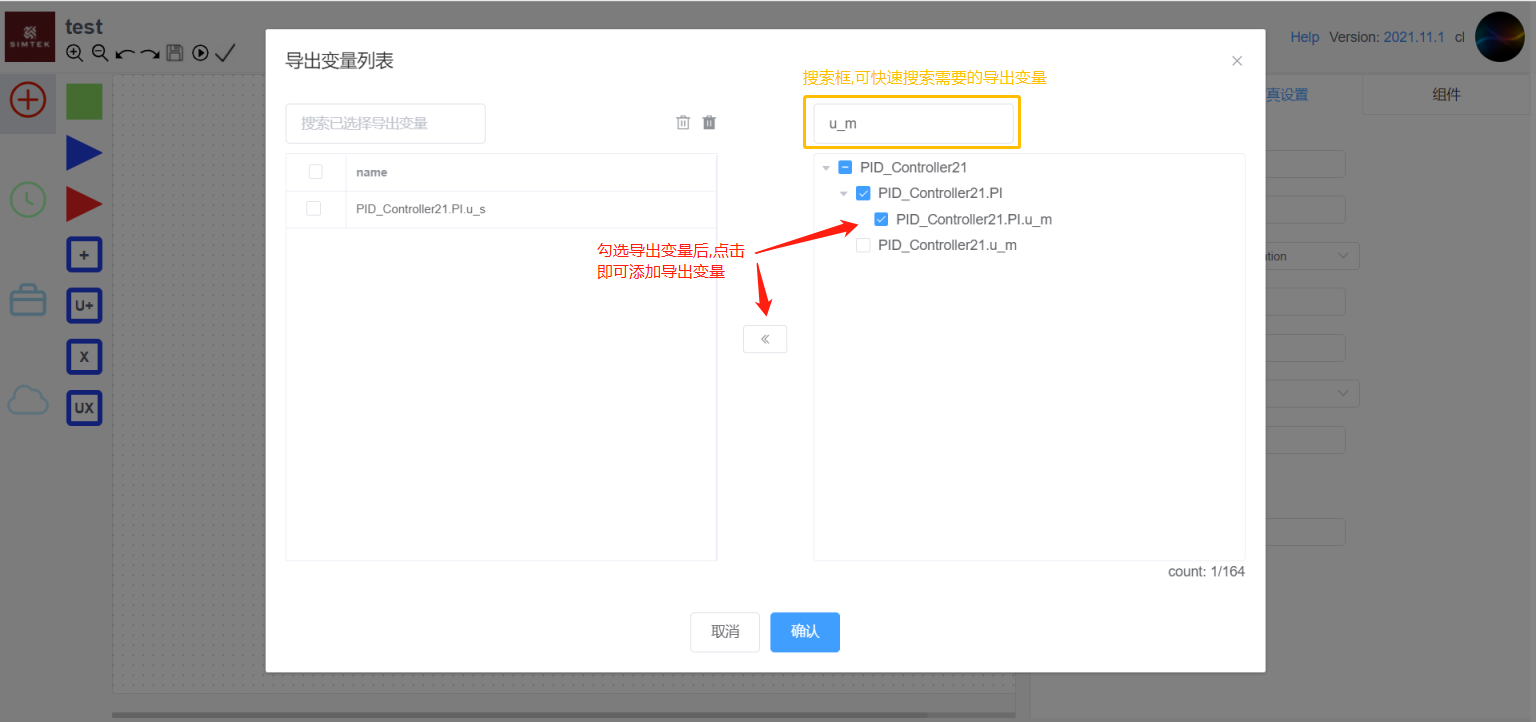 SIMTEK
test
Help Version: 2021.11.1 cl
导出变量列表
搜索框,可快速搜索需要的导出变量
真设置
组件
搜索已选择导出变量
u_m
name
PID_Controller21.PI.u_s
PID_Controller21
PID_Controller21.PI
PID_Controller21.PI.u_m
PID_Controller21.u_m
勾选导出变量后,点击
即可添加导出变量
+
U+
X
UX
tion
count: 1/164
取消
确认